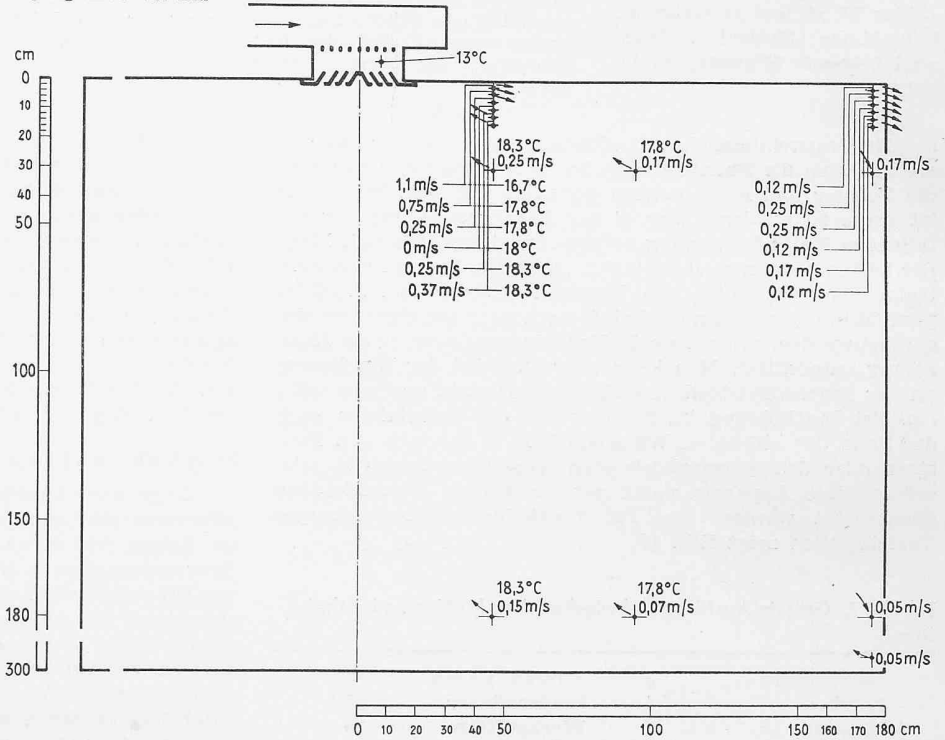 13°C
cm
0
10
20
30
40
50
100
150
180
300
18,3°C
0,25 m/s
17,8°C
0,17 m/s
0,17 m/s
1,1 m/s 16,7°C
0,75 m/s 17,8°C
0,25 m/s 17,8°C
0 m/s 18°C
0,25 m/s 18,3°C
0,37 m/s 18,3°C
0,12 m/s
0,25 m/s
0,25 m/s
0,12 m/s
0,17 m/s
0,12 m/s
18,3°C
0,15 m/s
17,8°C
0,07 m/s
0,05 m/s
0,05 m/s
0 10 20 30 40 50 100 150 160 170 180 cm